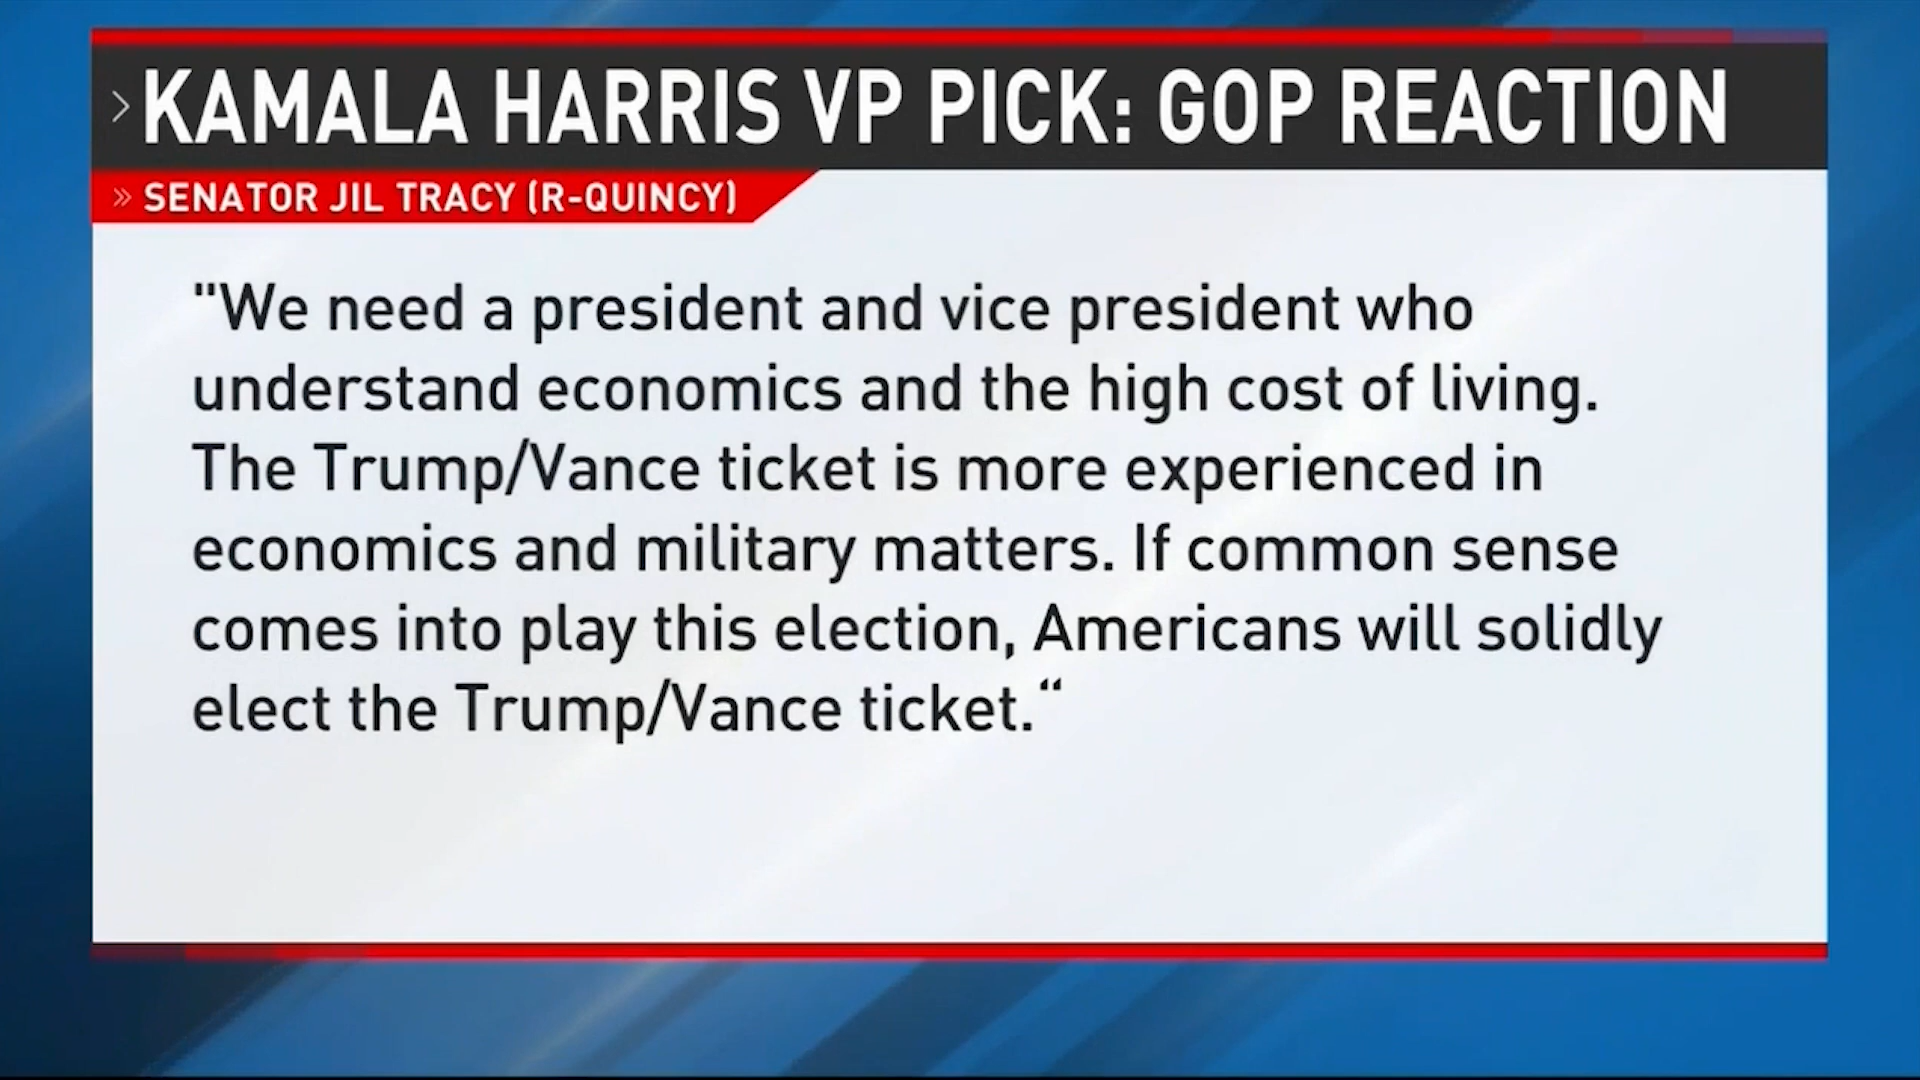 KAMALA HARRIS VP PICK: GOP REACTION
SENATOR JIL TRACY (R-QUINCY)
"We need a president and vice president who
understand economics and the high cost of living.
The Trump/Vance ticket is more experienced in
economics and military matters. If common sense
comes into play this election, Americans will solidly
elect the Trump/Vance ticket.“